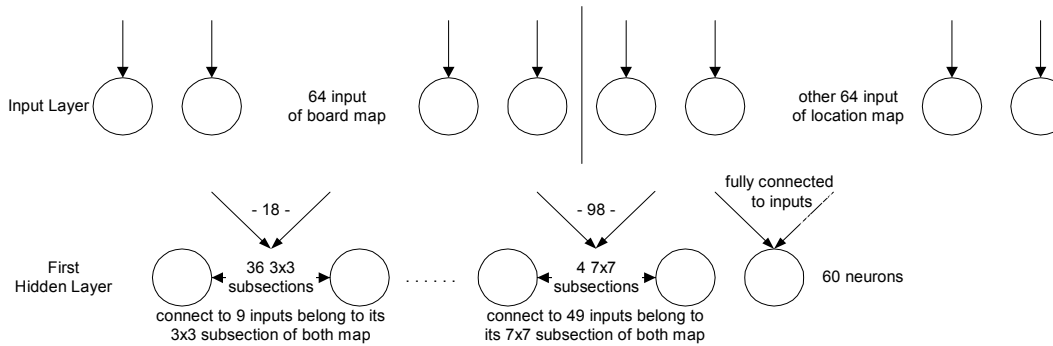 Input Layer
64 input
of board map
other 64 input
of location map
fully connected
to inputs
- 18 -
- 98 -
First
Hidden Layer
36 3x3
subsections
. . . . . .
4 7x7
subsections
60 neurons
connect to 9 inputs belong to its
3x3 subsection of both map
connect to 49 inputs belong to
its 7x7 subsection of both map